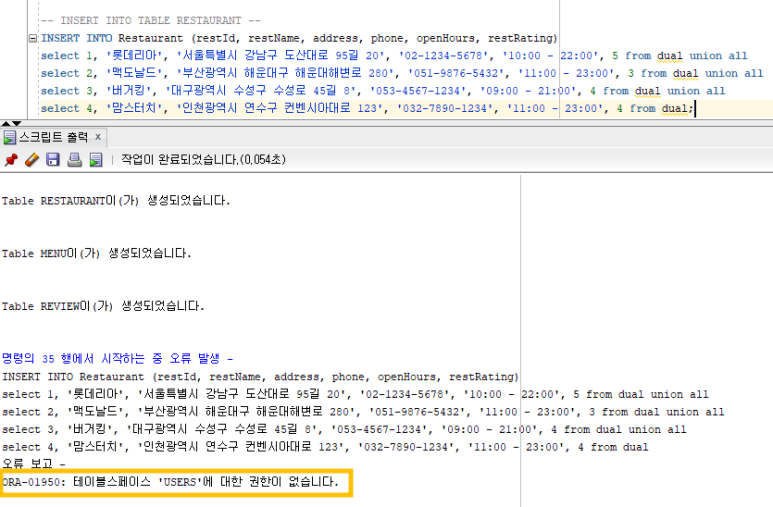 -- INSERT INTO TABLE RESTAURANT --
INSERT INTO Restaurant (restId, restName, address, phone, openHours, restRating)
select 1, '롯데리아', '서울특별시 강남구 도산대로 95길 20', '02-1234-5678', '10:00 - 22:00', 5 from dual union all
select 2, '맥도날드', '부산광역시 해운대구 해운대해변로 280', '051-9876-5432', '11:00 - 23:00', 3 from dual union all
select 3, '버거킹', '대구광역시 수성구 수성로 45길 8', '053-4567-1234', '09:00 - 21:00', 4 from dual union all
select 4, '맘스터치', '인천광역시 연수구 컨벤시아대로 123', '032-7890-1234', '11:00 - 23:00', 4 from dual;
스크립트 출력 x
작업이 완료되었습니다.(0,054초)
Table RESTAURANT이(가) 생성되었습니다.
Table MENU이(가) 생성되었습니다.
Table REVIEW이(가) 생성되었습니다.
명령의 35 행에서 시작하는 중 오류 발생 -
INSERT INTO Restaurant (restId, restName, address, phone, openHours, restRating)
select 1, '롯데리아', '서울특별시 강남구 도산대로 95길 20', '02-1234-5678', '10:00 - 22:00', 5 from dual union all
select 2, '맥도날드', '부산광역시 해운대구 해운대해변로 280', '051-9876-5432', '11:00 - 23:00', 3 from dual union all
select 3, '버거킹', '대구광역시 수성구 수성로 45길 8', '053-4567-1234', '09:00 - 21:00', 4 from dual union all
select 4, '맘스터치', '인천광역시 연수구 컨벤시아대로 123', '032-7890-1234', '11:00 - 23:00', 4 from dual
오류 보고 -
ORA-01950: 테이블스페이스 'USERS'에 대한 권한이 없습니다.